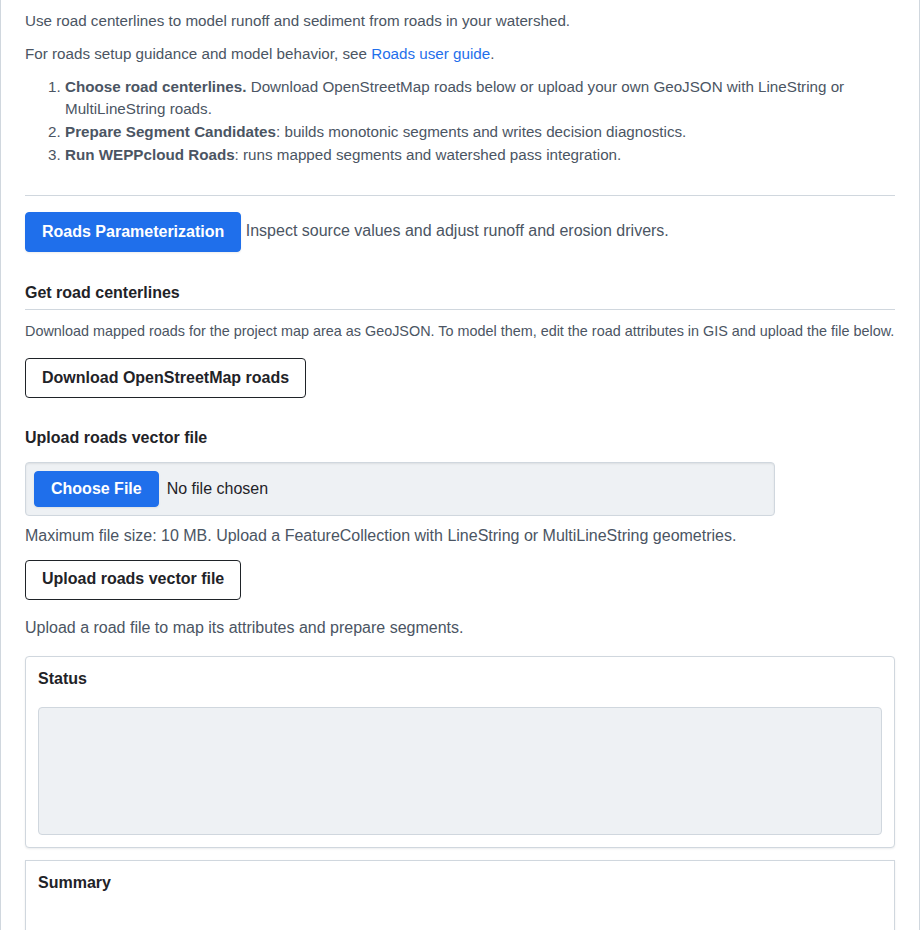 Use road centerlines to model runoff and sediment from roads in your watershed.
For roads setup guidance and model behavior, see Roads user guide.
1. Choose road centerlines. Download OpenStreetMap roads below or upload your own GeoJSON with LineString or
MultiLineString roads.
2. Prepare Segment Candidates: builds monotonic segments and writes decision diagnostics.
3. Run WEPPcloud Roads: runs mapped segments and watershed pass integration.
Roads Parameterization Inspect source values and adjust runoff and erosion drivers.
Get road centerlines
Download mapped roads for the project map area as GeoJSON. To model them, edit the road attributes in GIS and upload the file below.
Download OpenStreetMap roads
Upload roads vector file
Choose File No file chosen
Maximum file size: 10 MB. Upload a FeatureCollection with LineString or MultiLineString geometries.
Upload roads vector file
Upload a road file to map its attributes and prepare segments.
Status
Summary